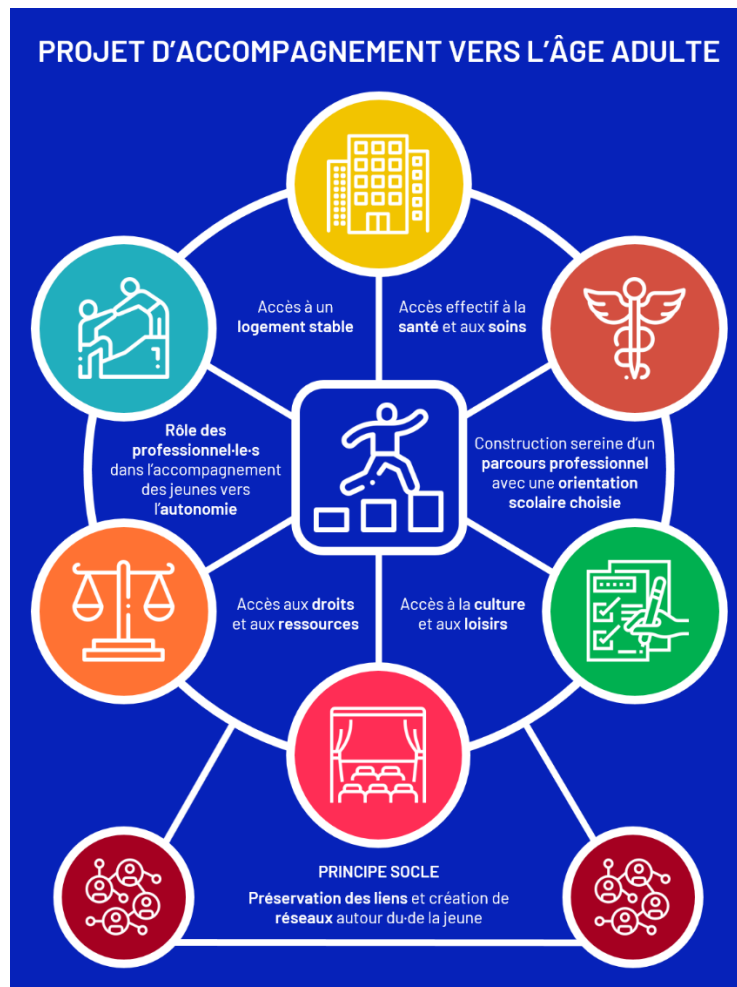 PROJET D'ACCOMPAGNEMENT VERS L'ÂGE ADULTE
Accès à un
logement stable
Accès effectif à la
santé et aux soins
Rôle des
professionnel·le·s
dans l'accompagnement
des jeunes vers
l'autonomie
Construction sereine d'un
parcours professionnel
avec une orientation
scolaire choisie
Accès aux droits
et aux ressources
Accès à la culture
et aux loisirs
PRINCIPE SOCLE
Préservation des liens et création de
réseaux autour du·de la jeune